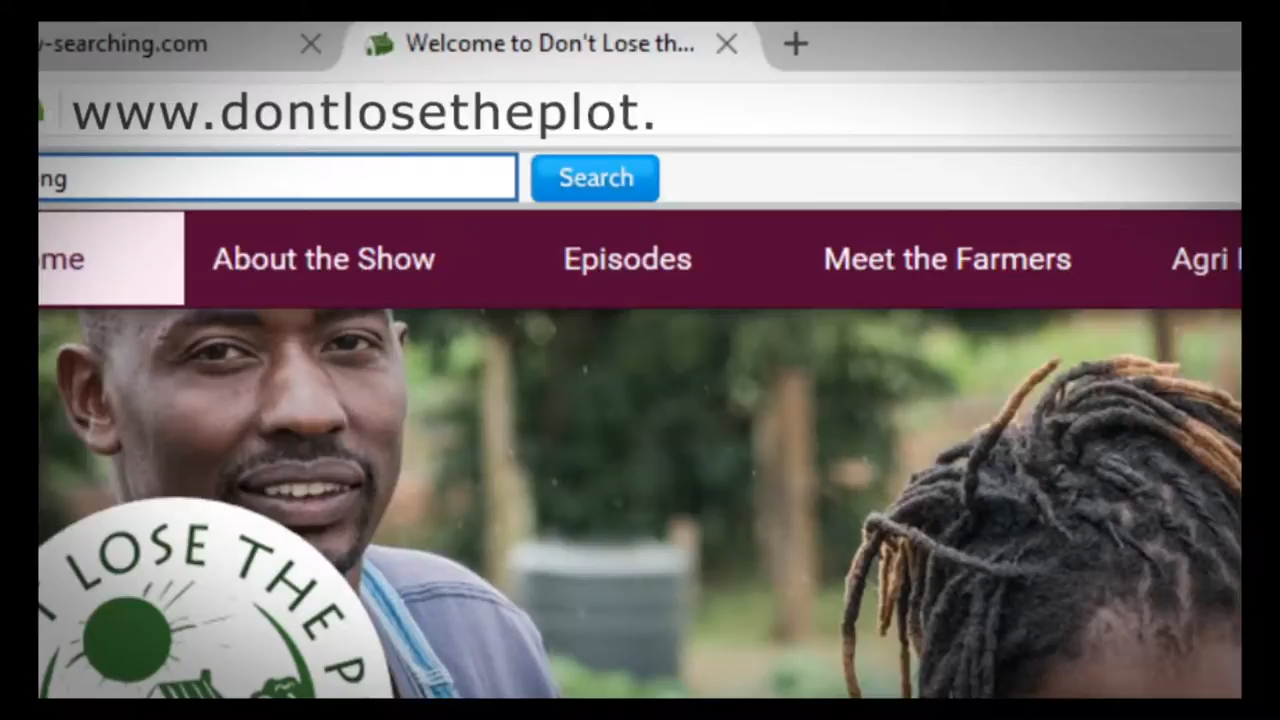 -searching.com
Welcome to Don't Lose th...
www.dontlosetheplot.
ng
Search
me
About the Show
Episodes
Meet the Farmers
Agri
LOSE THE P